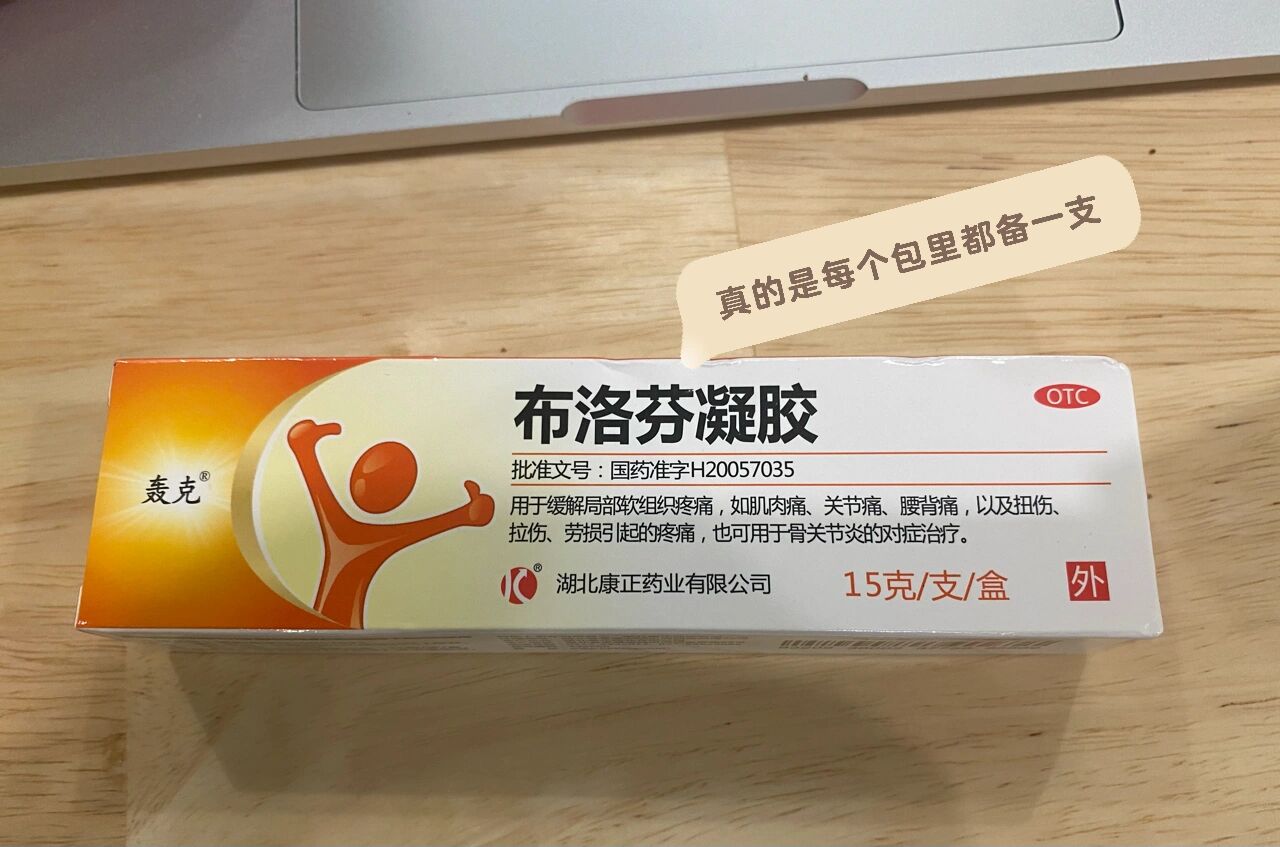 真的是每个包里都备一支
布洛芬凝胶
OTC
批准文号：国药准字H20057035
轰克®
用于缓解局部软组织疼痛，如肌肉痛、关节痛、腰背痛，以及扭伤、
拉伤、劳损引起的疼痛，也可用于骨关节炎的对症治疗。
® 湖北康正药业有限公司
15克/支/盒
外